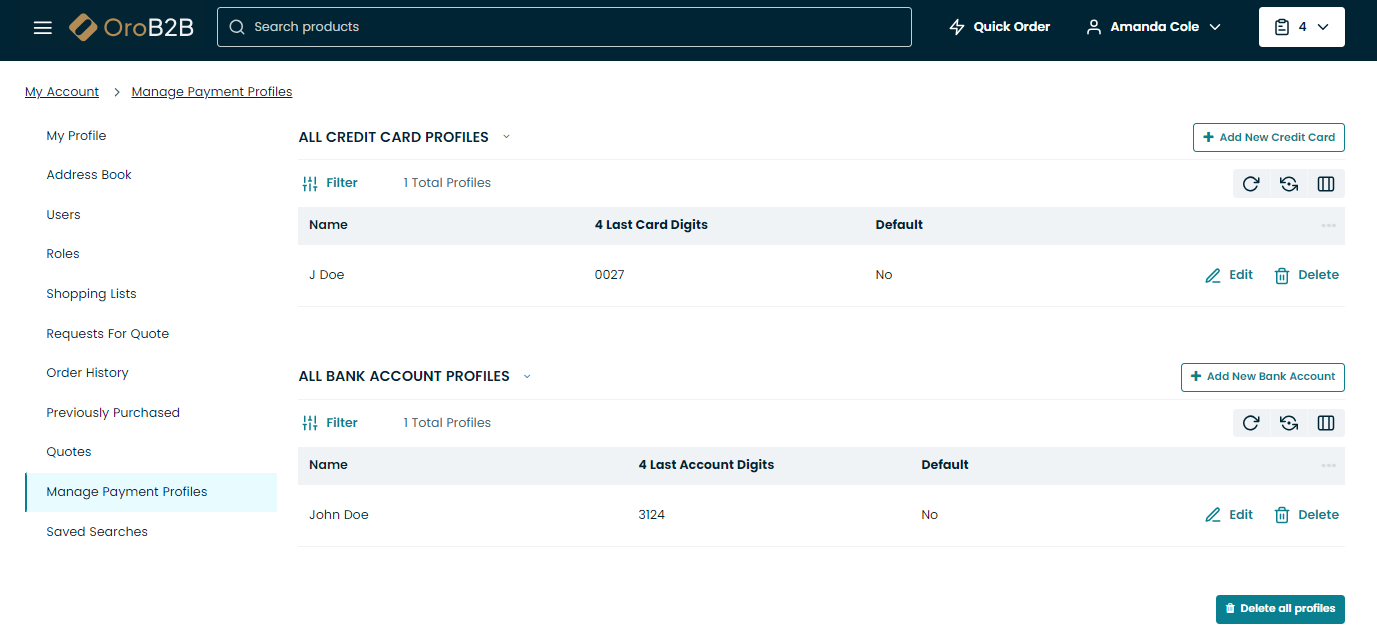 OroB2B
Search products
Quick Order
Amanda Cole
4
My Account > Manage Payment Profiles
My Profile
Address Book
Users
Roles
Shopping Lists
Requests For Quote
Order History
Previously Purchased
Quotes
Manage Payment Profiles
Saved Searches
ALL CREDIT CARD PROFILES
+ Add New Credit Card
Filter 1 Total Profiles
Name 4 Last Card Digits Default
J Doe 0027 No Edit Delete
ALL BANK ACCOUNT PROFILES
+ Add New Bank Account
Filter 1 Total Profiles
Name 4 Last Account Digits Default
John Doe 3124 No Edit Delete
Delete all profiles